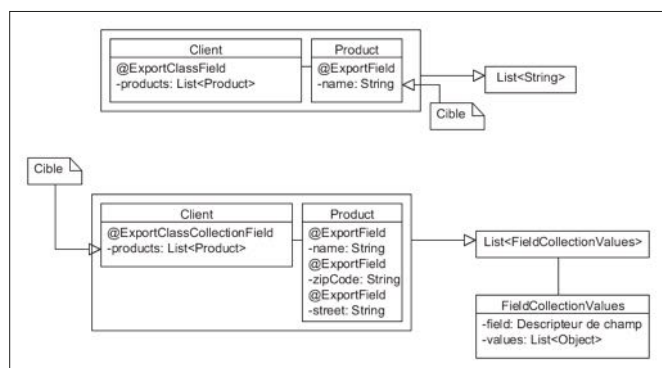 Client
@ExportClassField
-products: List<Product>
Product
@ExportField
-name: String
List<String>
Cible
Cible
Client
@ExportClassCollectionField
-products: List<Product>
Product
@ExportField
-name: String
@ExportField
-zipCode: String
@ExportField
-street: String
List<FieldCollectionValues>
FieldCollectionValues
-field: Descripteur de champ
-values: List<Object>